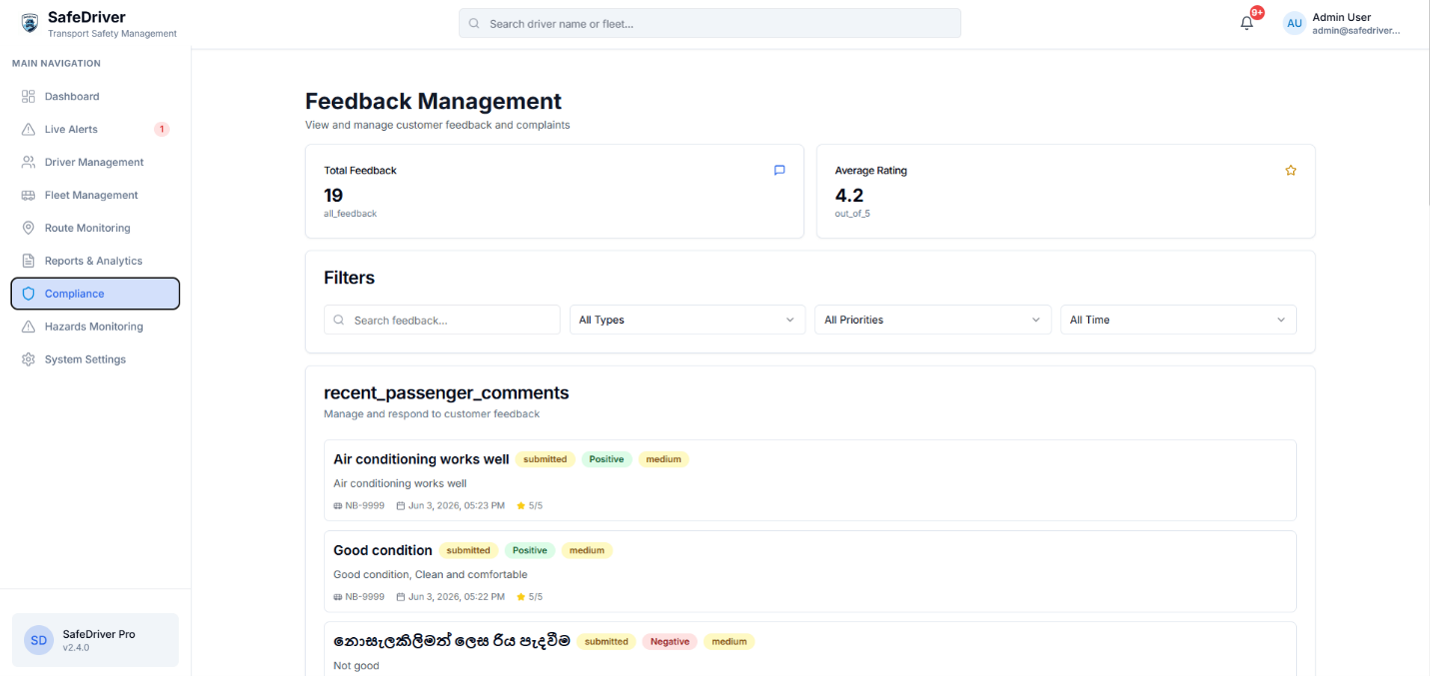 SafeDriver
Transport Safety Management
Search driver name or fleet...
9+
AU
Admin User
admin@safedriver...
MAIN NAVIGATION
Dashboard
Live Alerts 1
Driver Management
Fleet Management
Route Monitoring
Reports & Analytics
Compliance
Hazards Monitoring
System Settings
SD
SafeDriver Pro
v2.4.0
Feedback Management
View and manage customer feedback and complaints
Total Feedback
19
all_feedback
Average Rating
4.2
out_of_5
Filters
Search feedback... All Types All Priorities All Time
recent_passenger_comments
Manage and respond to customer feedback
Air conditioning works well submitted Positive medium
Air conditioning works well
NB-9999 Jun 3, 2026, 05:23 PM 5/5
Good condition submitted Positive medium
Good condition, Clean and comfortable
NB-9999 Jun 3, 2026, 05:22 PM 5/5
නොසැලකිලිමත් ලෙස රිය පැදවීම submitted Negative medium
Not good